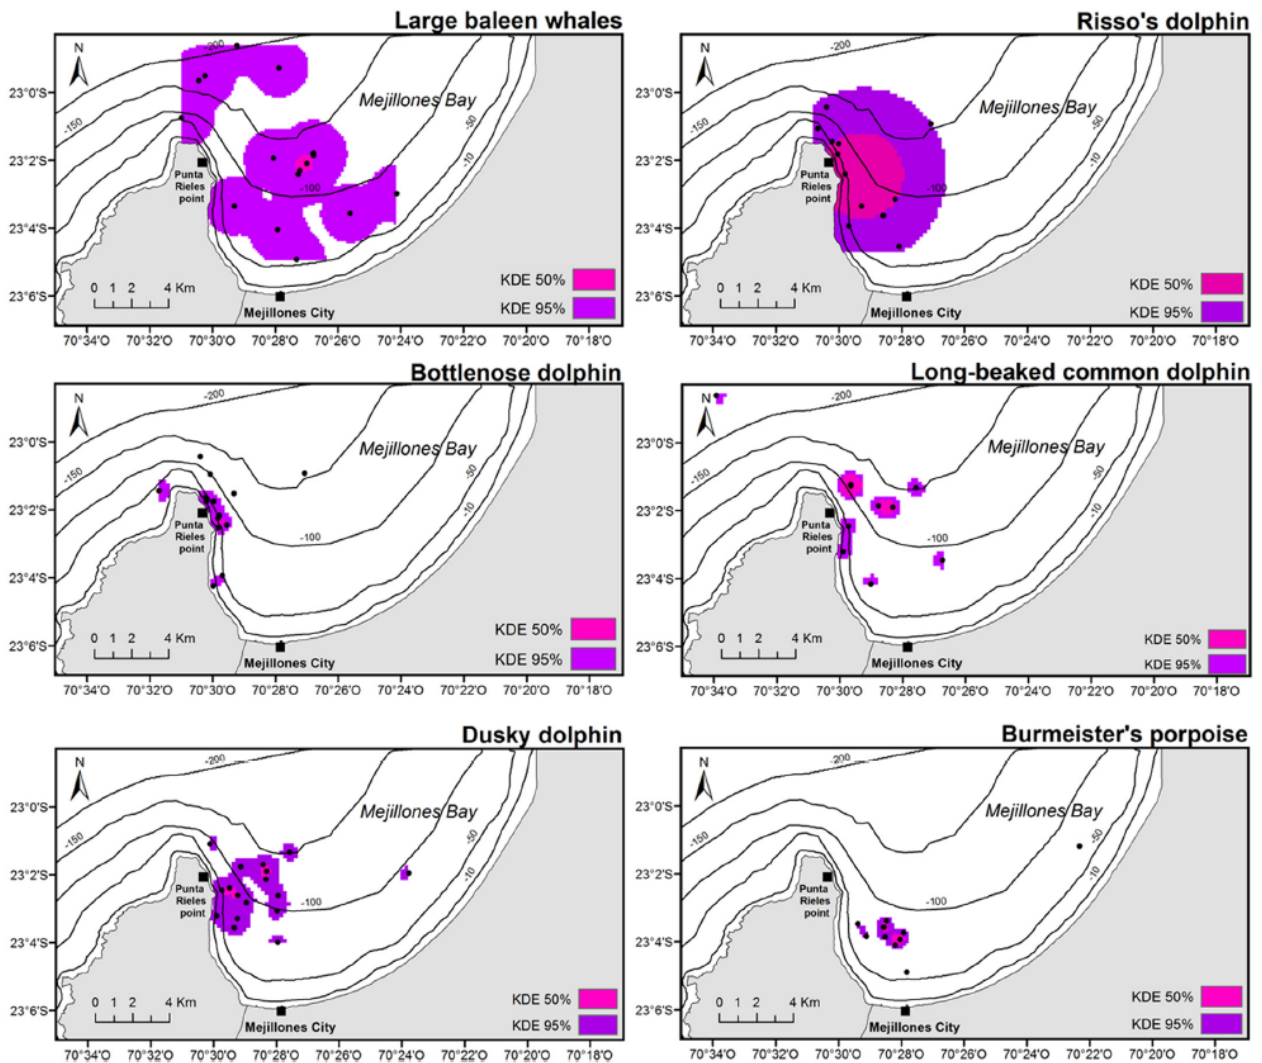 Large baleen whales
N
-200
23°0'S
Mejillones Bay
-150
-50
23°2'S
-10
Punta
Rieles
point
-100
23°4'S
KDE 50%
0 1 2 4 Km
23°6'S
KDE 95%
Mejillones City
70°34'O 70°32'O 70°30'O 70°28'O 70°26'O 70°24'O 70°22'O 70°20'O 70°18'O
Risso's dolphin
N
-200
23°0'S
Mejillones Bay
-150
-50
23°2'S
-10
Punta
Rieles
point
-100
23°4'S
KDE 50%
0 1 2 4 Km
23°6'S
KDE 95%
Mejillones City
70°34'O 70°32'O 70°30'O 70°28'O 70°26'O 70°24'O 70°22'O 70°20'O 70°18'O
Bottlenose dolphin
N
-200
23°0'S
Mejillones Bay
-150
-50
23°2'S
-10
Punta
Rieles
point
-100
23°4'S
KDE 50%
0 1 2 4 Km
23°6'S
KDE 95%
Mejillones City
70°34'O 70°32'O 70°30'O 70°28'O 70°26'O 70°24'O 70°22'O 70°20'O 70°18'O
Long-beaked common dolphin
N
-200
23°0'S
Mejillones Bay
-150
-50
23°2'S
-10
Punta
Rieles
point
-100
23°4'S
KDE 50%
0 1 2 4 Km
23°6'S
KDE 95%
Mejillones City
70°34'O 70°32'O 70°30'O 70°28'O 70°26'O 70°24'O 70°22'O 70°20'O 70°18'O
Dusky dolphin
N
-200
23°0'S
Mejillones Bay
-150
-50
23°2'S
-10
Punta
Rieles
point
-100
23°4'S
KDE 50%
0 1 2 4 Km
23°6'S
KDE 95%
Mejillones City
70°34'O 70°32'O 70°30'O 70°28'O 70°26'O 70°24'O 70°22'O 70°20'O 70°18'O
Burmeister's porpoise
N
-200
23°0'S
Mejillones Bay
-150
-50
23°2'S
-10
Punta
Rieles
point
-100
23°4'S
KDE 50%
0 1 2 4 Km
23°6'S
KDE 95%
Mejillones City
70°34'O 70°32'O 70°30'O 70°28'O 70°26'O 70°24'O 70°22'O 70°20'O 70°18'O